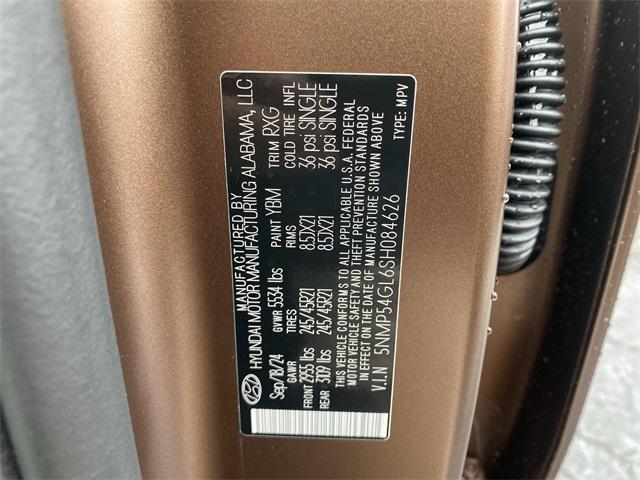 MANUFACTURED BY
HYUNDAI MOTOR MANUFACTURING ALABAMA, LLC
Sep/18/24 GVWR 5534 lbs PAINT YBM TRIM RXG
GAWR TIRES RIMS COLD TIRE INFL
FRONT 2955 lbs 245/45R21 8.5JX21 36 psi SINGLE
REAR 3109 lbs 245/45R21 8.5JX21 36 psi SINGLE
THIS VEHICLE CONFORMS TO ALL APPLICABLE U.S.A. FEDERAL
MOTOR VEHICLE SAFETY AND THEFT PREVENTION STANDARDS
IN EFFECT ON THE DATE OF MANUFACTURE SHOWN ABOVE
V.I.N 5NMP54GL6SH084626 TYPE: MPV